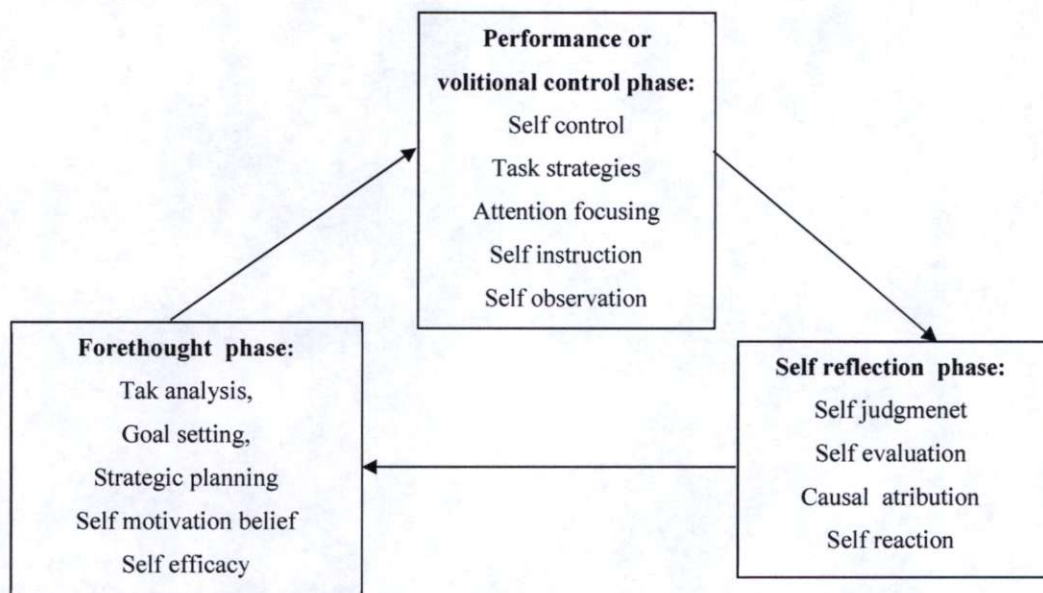 Performance or
volitional control phase:
Self control
Task strategies
Attention focusing
Self instruction
Self observation
Forethought phase:
Tak analysis,
Goal setting,
Strategic planning
Self motivation belief
Self efficacy
Self reflection phase:
Self judgmenet
Self evaluation
Causal atribution
Self reaction